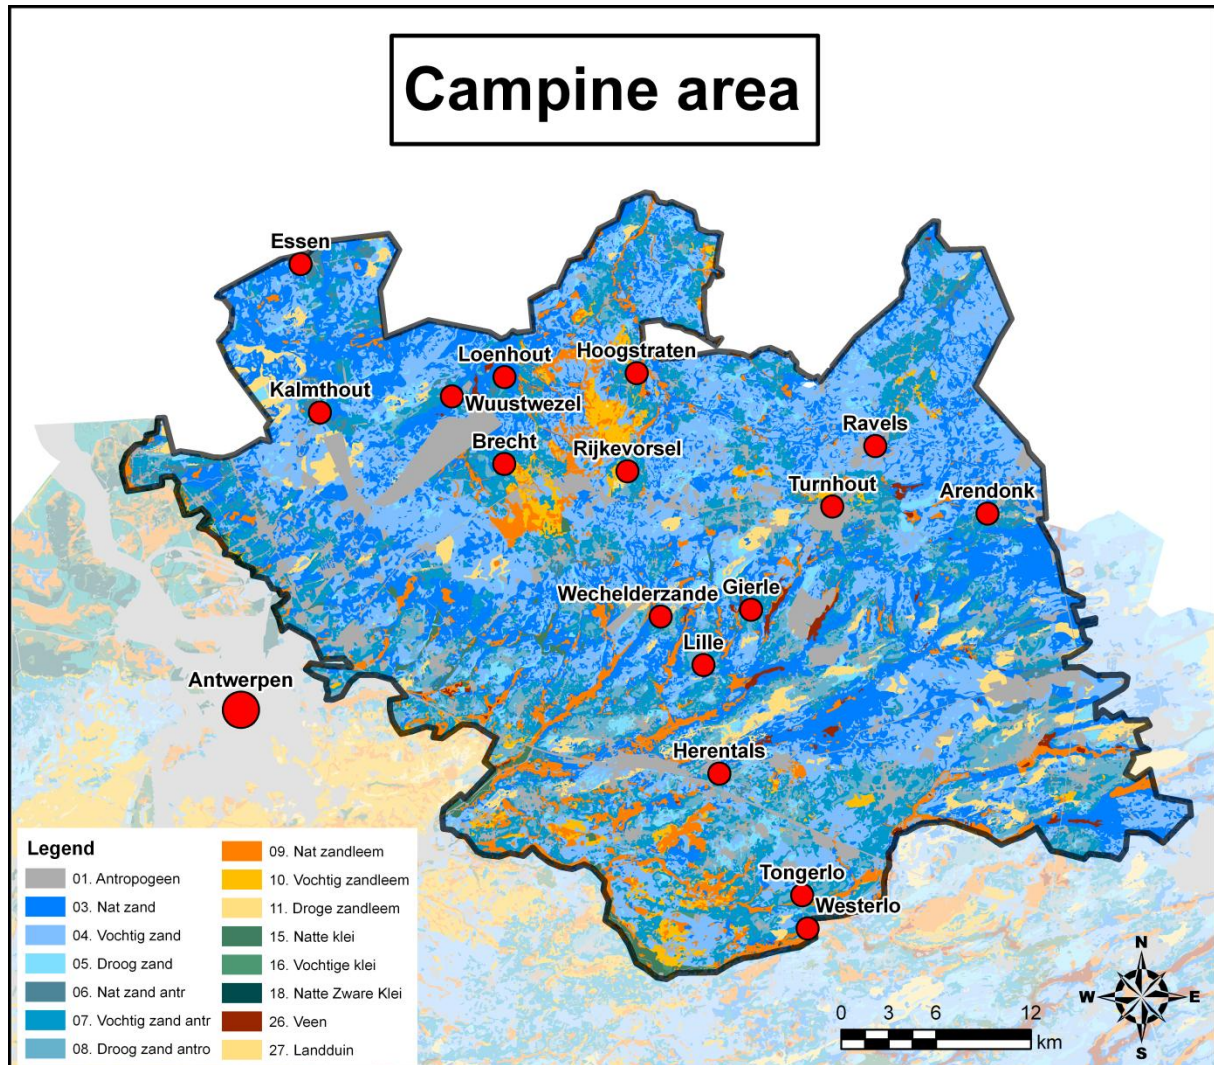 Campine area
Essen
Loenhout
Hoogstraten
Kalmthout
Wuustwezel
Ravels
Brecht
Rijkevorsel
Turnhout
Arendonk
Wechelderzande
Gierle
Lille
Antwerpen
Herentals
Tongerlo
Westerlo
Legend
01. Antropogeen
03. Nat zand
04. Vochtig zand
05. Droog zand
06. Nat zand antr
07. Vochtig zand antr
08. Droog zand antro
09. Nat zandleem
10. Vochtig zandleem
11. Droge zandleem
15. Natte klei
16. Vochtige klei
18. Natte Zware Klei
26. Veen
27. Landduin
0 3 6 12
km
N
W E
S